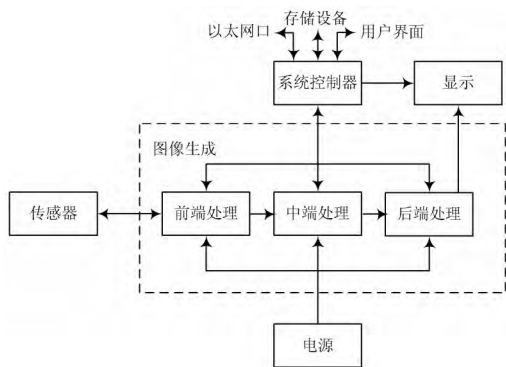 存储设备
以太网口
用户界面
系统控制器
显示
图像生成
传感器
前端处理
中端处理
后端处理
电源